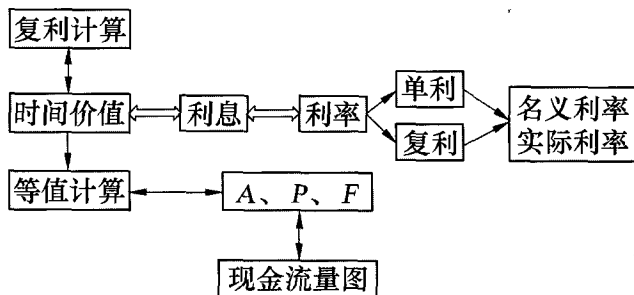 复利计算
时间价值
利息
利率
单利
复利
名义利率
实际利率
等值计算
A、P、F
现金流量图